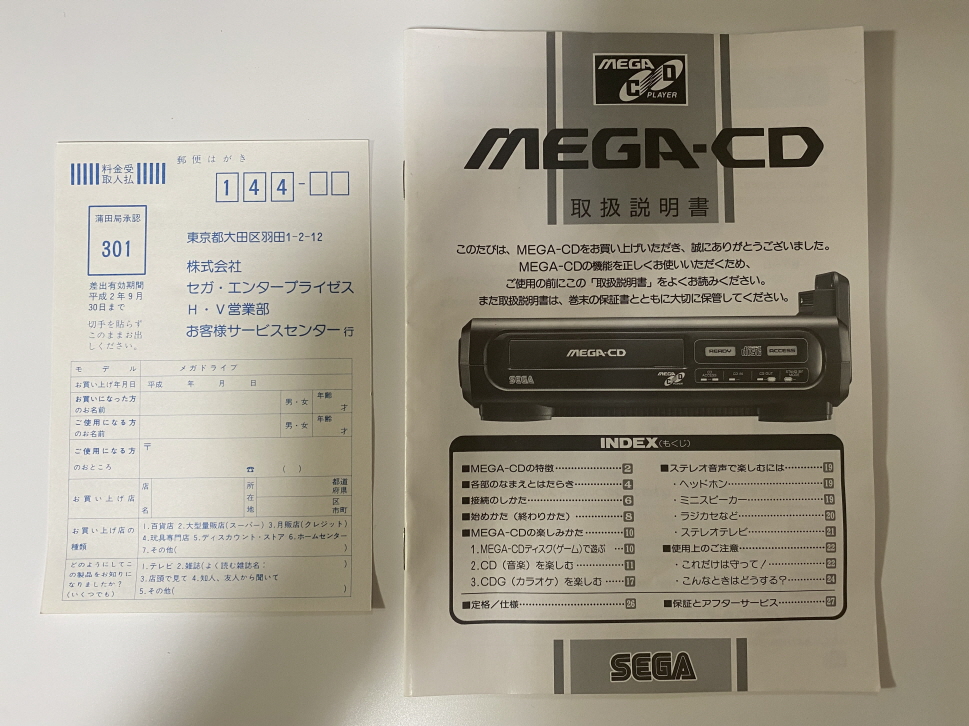 郵便はがき
料金受
取人払
144-
蒲田局承認
301
差出有効期間
平成2年9月
30日まで
切手を貼らず
このままお出
しください。
東京都大田区羽田1-2-12
株式会社
セガ・エンタープライゼス
H・V営業部
お客様サービスセンター 行
モデル メガドライブ
お買い上げ年月日 平成 年 月 日
お買いになった方
のお名前 男・女 年齢 才
ご使用になる方
のお名前 男・女 年齢 才
ご使用になる方
のおところ 〒 ☎ ( )
お買い上げ店 店名 所在地 都道府県 区市町
お買い上げ店の
種類
1.百貨店 2.大型量販店(スーパー) 3.月販店(クレジット)
4.玩具専門店 5.ディスカウント・ストア 6.ホームセンター
7.その他( )
どのようにしてこ
の製品をお知りに
なりましたか?
(いくつでも)
1.テレビ 2.雑誌(よく読む雑誌名: )
3.店頭で見て 4.知人、友人から聞いて
5.その他( )
MEGA
CD
PLAYER
MEGA-CD
取扱説明書
このたびは、MEGA-CDをお買い上げいただき、誠にありがとうございました。
MEGA-CDの機能を正しくお使いいただくため、
ご使用の前にこの「取扱説明書」をよくお読みください。
また取扱説明書は、巻末の保証書とともに大切に保管してください。
MEGA-CD
SEGA
READY
ACCESS
INDEX(もくじ)
■MEGA-CDの特徴 2
■各部のなまえとはたらき 4
■接続のしかた 6
■始めかた(終わりかた) 8
■MEGA-CDの楽しみかた 10
1.MEGA-CDディスク(ゲーム)で遊ぶ 10
2.CD(音楽)を楽しむ 11
3.CDG(カラオケ)を楽しむ 17
■定格/仕様 26
■ステレオ音声で楽しむには 19
・ヘッドホン 19
・ミニスピーカー 19
・ラジカセなど 20
・ステレオテレビ 21
■使用上のご注意 22
・これだけは守って! 22
・こんなときはどうする? 24
■保証とアフターサービス 27
SEGA